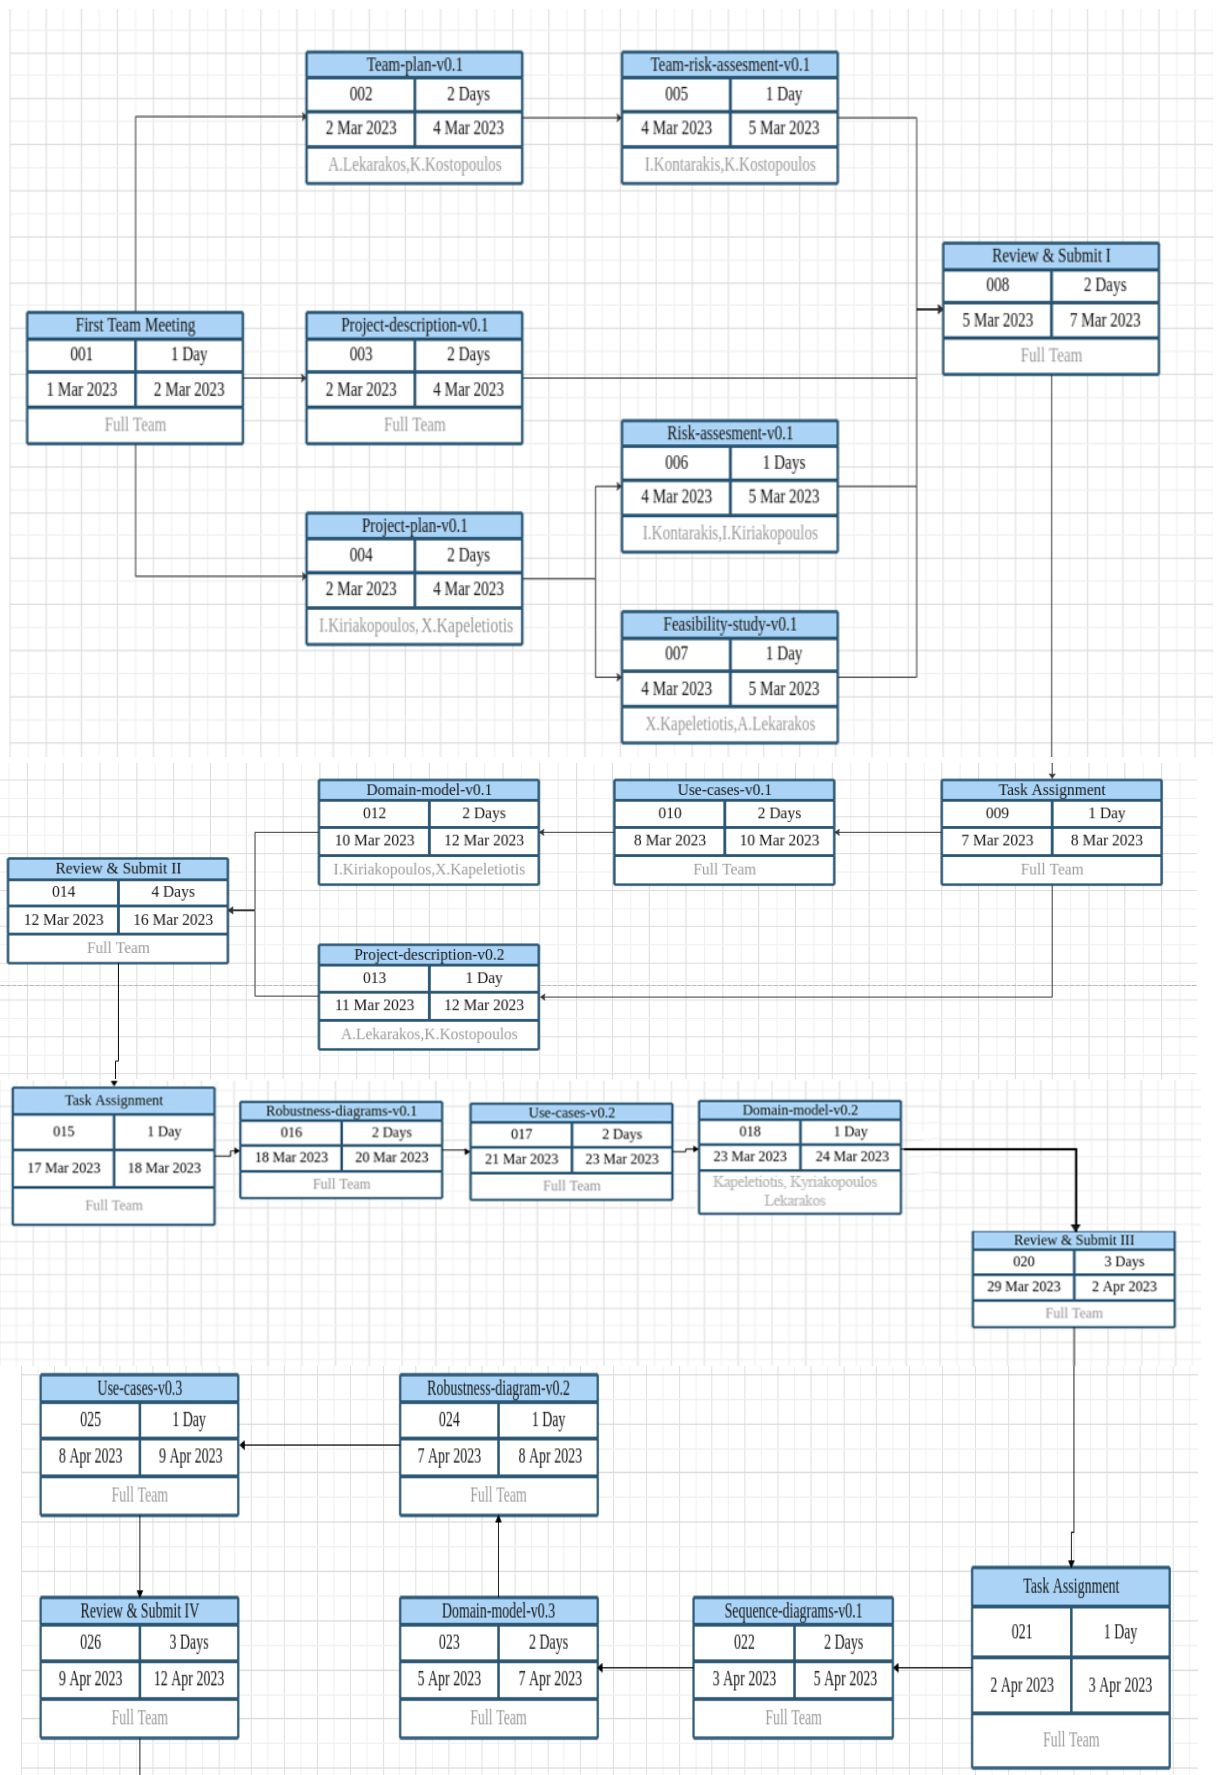 Team-plan-v0.1
002 2 Days
2 Mar 2023 4 Mar 2023
A.Lekarakos,K.Kostopoulos
Team-risk-assesment-v0.1
005 1 Day
4 Mar 2023 5 Mar 2023
I.Kontarakis,K.Kostopoulos
Review & Submit I
008 2 Days
5 Mar 2023 7 Mar 2023
Full Team
First Team Meeting
001 1 Day
1 Mar 2023 2 Mar 2023
Full Team
Project-description-v0.1
003 2 Days
2 Mar 2023 4 Mar 2023
Full Team
Risk-assesment-v0.1
006 1 Days
4 Mar 2023 5 Mar 2023
I.Kontarakis,I.Kiriakopoulos
Project-plan-v0.1
004 2 Days
2 Mar 2023 4 Mar 2023
I.Kiriakopoulos, X.Kapeletiotis
Feasibility-study-v0.1
007 1 Day
4 Mar 2023 5 Mar 2023
X.Kapeletiotis,A.Lekarakos
Domain-model-v0.1
012 2 Days
10 Mar 2023 12 Mar 2023
I.Kiriakopoulos,X.Kapeletiotis
Use-cases-v0.1
010 2 Days
8 Mar 2023 10 Mar 2023
Full Team
Task Assignment
009 1 Day
7 Mar 2023 8 Mar 2023
Full Team
Review & Submit II
014 4 Days
12 Mar 2023 16 Mar 2023
Full Team
Project-description-v0.2
013 1 Day
11 Mar 2023 12 Mar 2023
A.Lekarakos,K.Kostopoulos
Task Assignment
015 1 Day
17 Mar 2023 18 Mar 2023
Full Team
Robustness-diagrams-v0.1
016 2 Days
18 Mar 2023 20 Mar 2023
Full Team
Use-cases-v0.2
017 2 Days
21 Mar 2023 23 Mar 2023
Full Team
Domain-model-v0.2
018 1 Day
23 Mar 2023 24 Mar 2023
Kapeletiotis, Kyriakopoulos
Lekarakos
Review & Submit III
020 3 Days
29 Mar 2023 2 Apr 2023
Full Team
Use-cases-v0.3
025 1 Day
8 Apr 2023 9 Apr 2023
Full Team
Robustness-diagram-v0.2
024 1 Day
7 Apr 2023 8 Apr 2023
Full Team
Review & Submit IV
026 3 Days
9 Apr 2023 12 Apr 2023
Full Team
Domain-model-v0.3
023 2 Days
5 Apr 2023 7 Apr 2023
Full Team
Sequence-diagrams-v0.1
022 2 Days
3 Apr 2023 5 Apr 2023
Full Team
Task Assignment
021 1 Day
2 Apr 2023 3 Apr 2023
Full Team